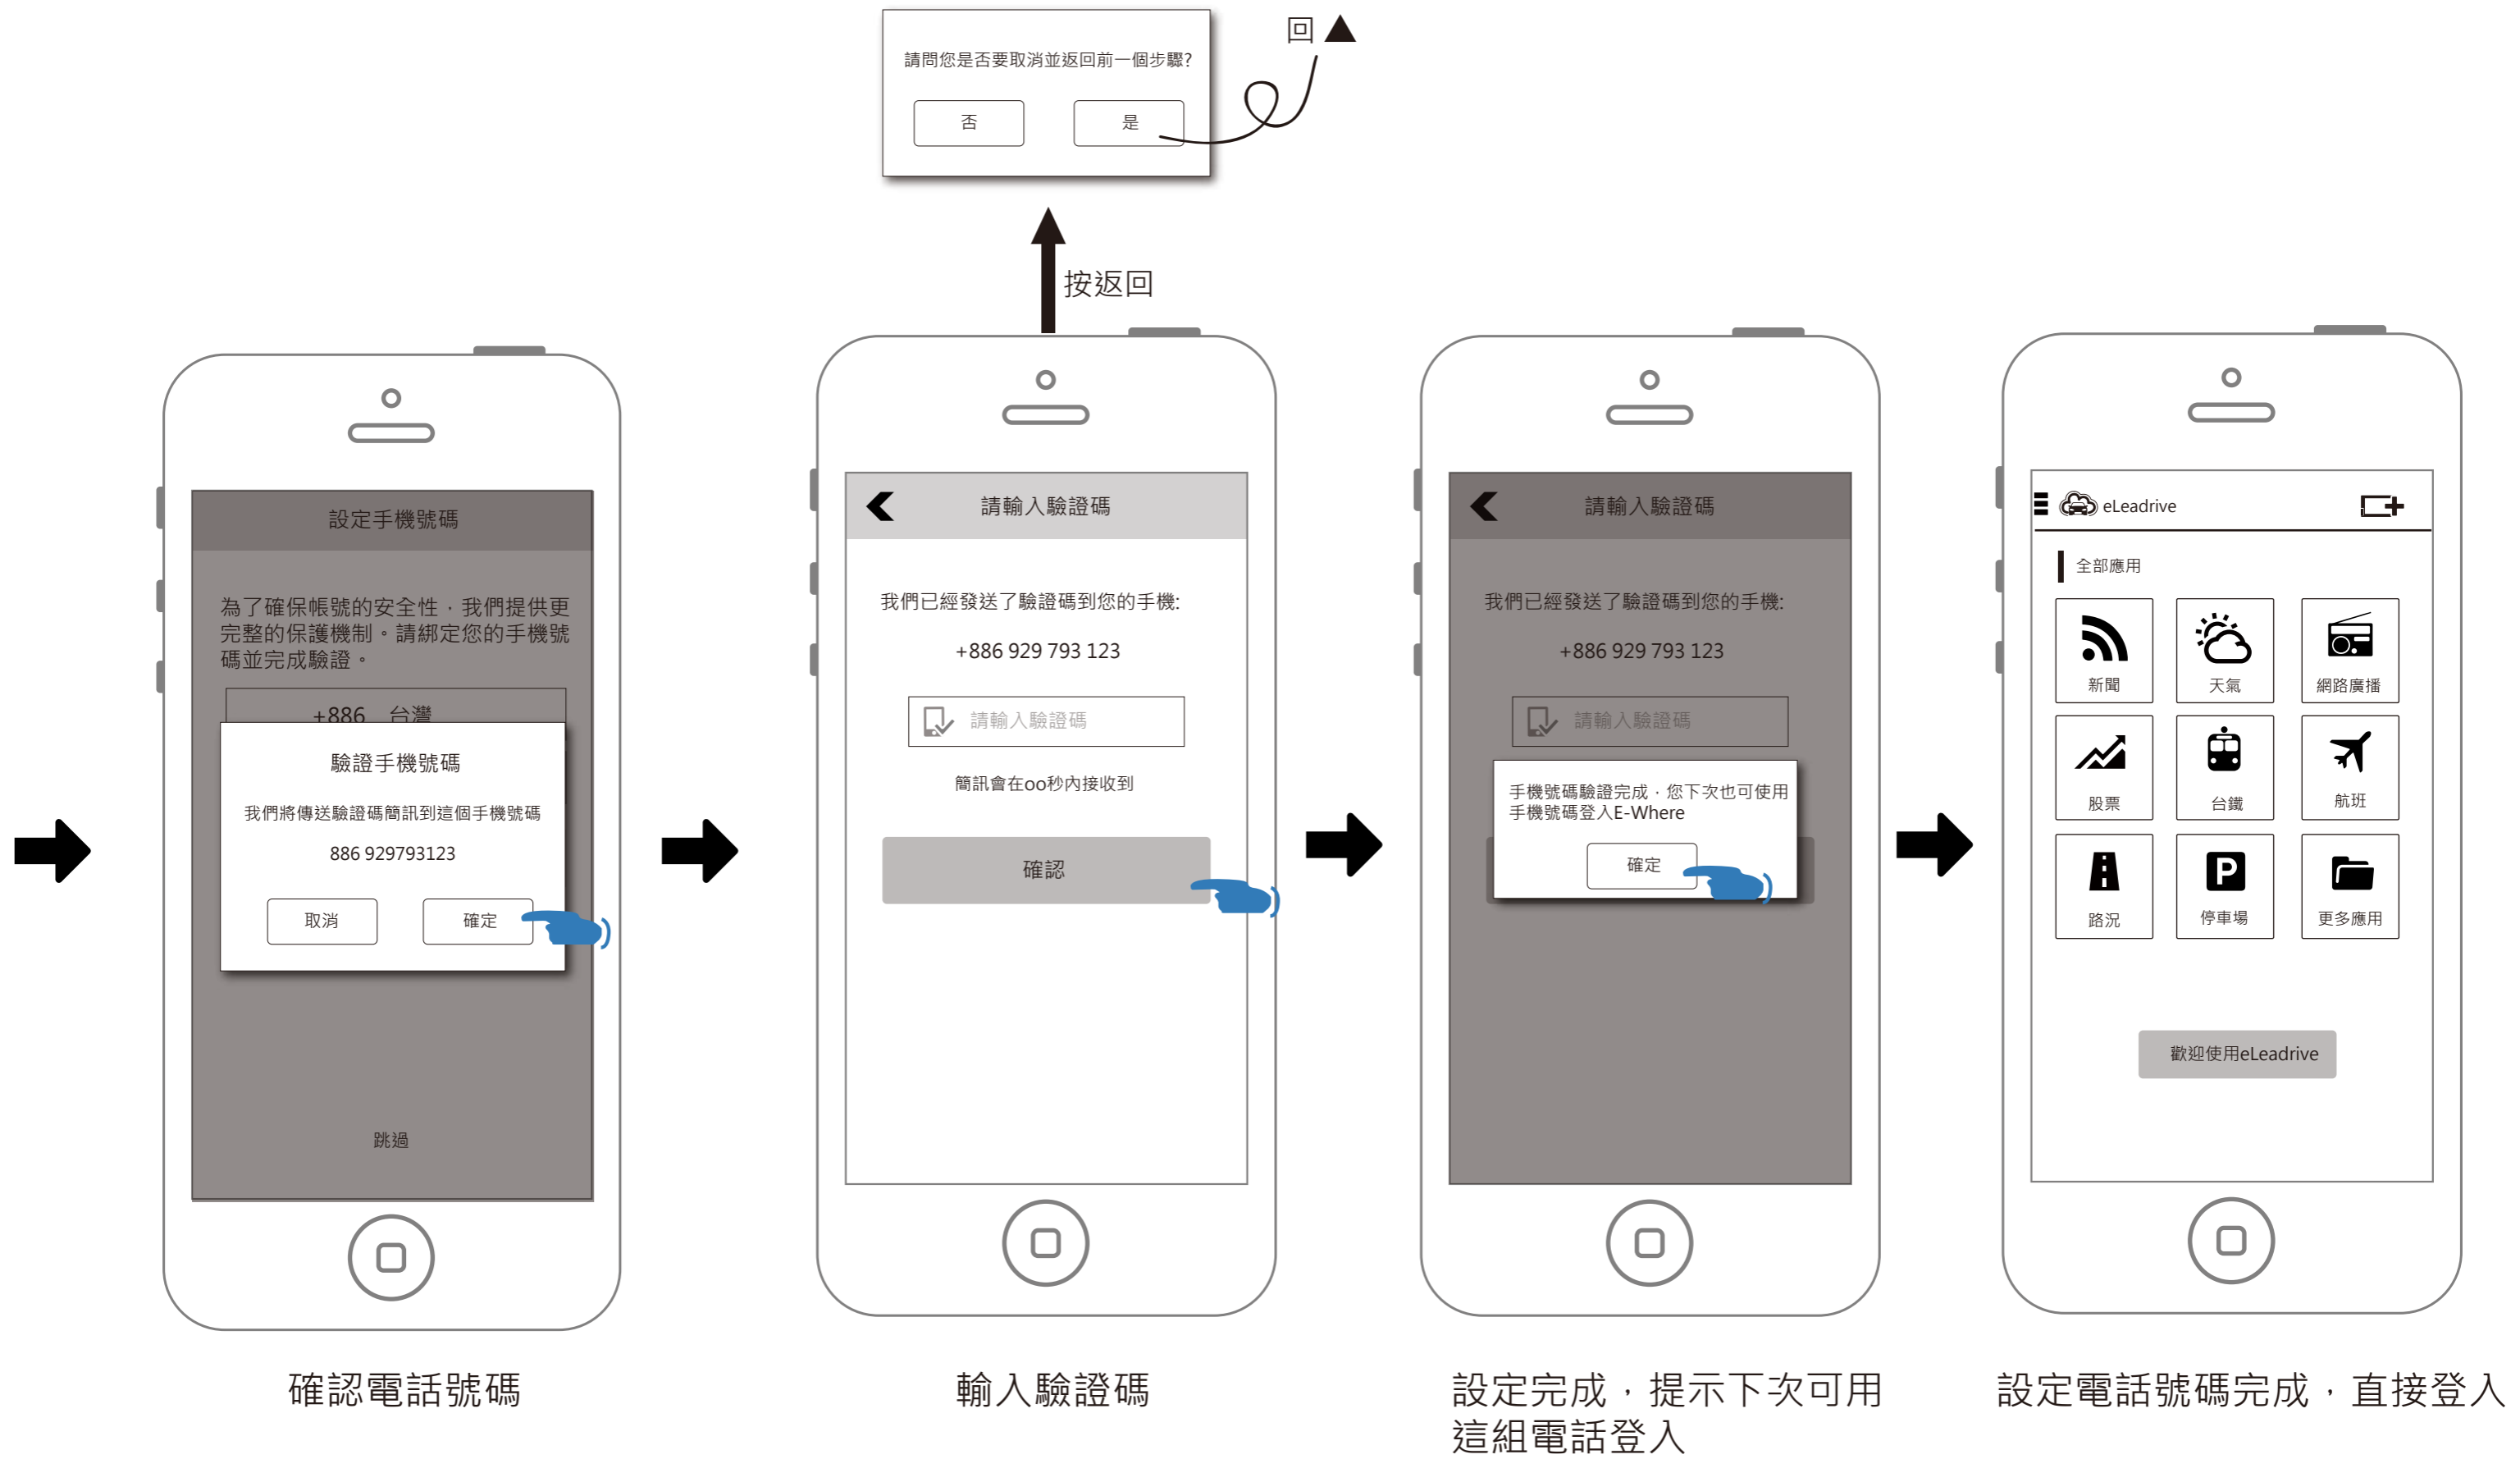 請問您是否要取消並返回前一個步驟?
否
是
回▲
按返回
設定手機號碼
為了確保帳號的安全性，我們提供更
完整的保護機制。請綁定您的手機號
碼並完成驗證。
+886 台灣
驗證手機號碼
我們將傳送驗證碼簡訊到這個手機號碼
886 929793123
取消
確定
跳過
確認電話號碼
請輸入驗證碼
我們已經發送了驗證碼到您的手機:
+886 929 793 123
請輸入驗證碼
簡訊會在oo秒內接收到
確認
輸入驗證碼
請輸入驗證碼
我們已經發送了驗證碼到您的手機:
+886 929 793 123
請輸入驗證碼
手機號碼驗證完成，您下次也可使用
手機號碼登入E-Where
確定
設定完成，提示下次可用
這組電話登入
eLeadrive
全部應用
新聞
天氣
網路廣播
股票
台鐵
航班
路況
P
停車場
更多應用
歡迎使用eLeadrive
設定電話號碼完成，直接登入